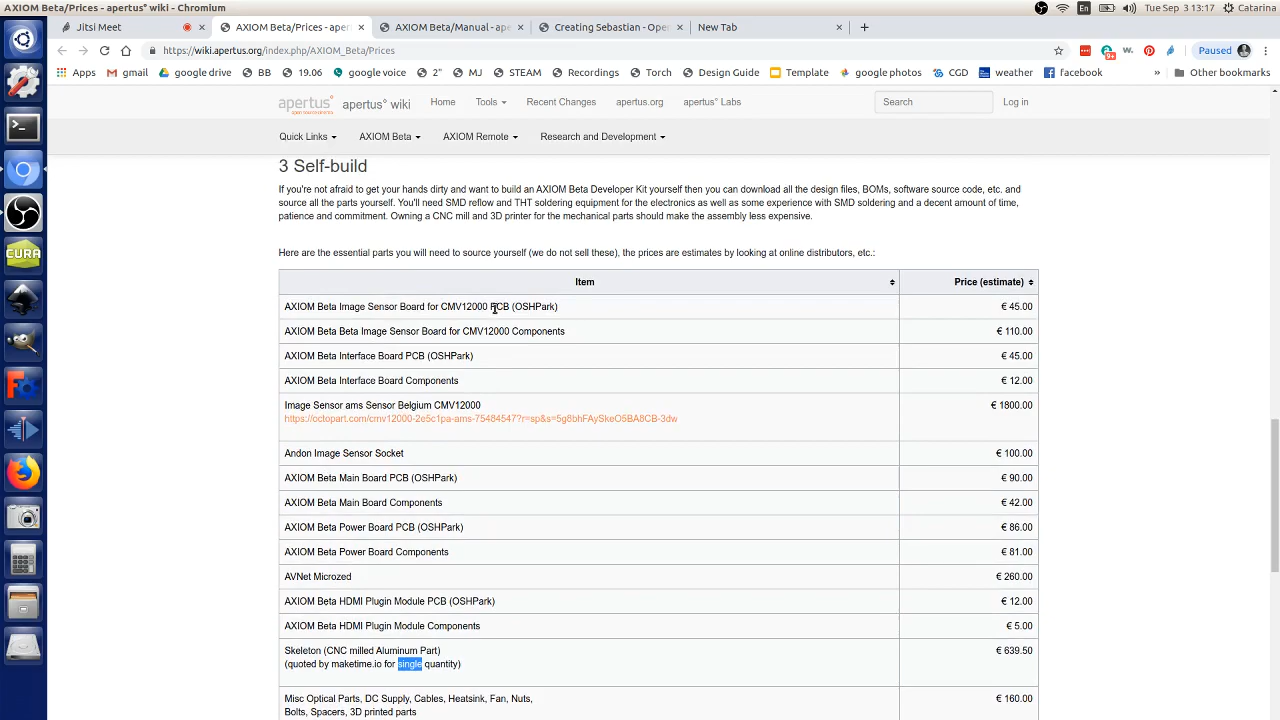 AXIOM Beta/Prices - apertus° wiki - Chromium
En
Tue Sep 3 13:17
Catarina
Jitsi Meet
AXIOM Beta/Prices - apertus°
AXIOM Beta/Manual - ape
Creating Sebastian - Open
New Tab
https://wiki.apertus.org/index.php/AXIOM_Beta/Prices
9+
w.
Paused
Apps
gmail
google drive
BB
19.06
google voice
2°
MJ
STEAM
Recordings
Torch
Design Guide
Template
google photos
CGD
weather
facebook
»
Other bookmarks
apertus°
apertus° wiki
Home
Tools
Recent Changes
apertus.org
apertus° Labs
Search
Log in
Quick Links
AXIOM Beta
AXIOM Remote
Research and Development
3 Self-build
If you're not afraid to get your hands dirty and want to build an AXIOM Beta Developer Kit yourself then you can download all the design files, BOMs, software source code, etc. and
source all the parts yourself. You'll need SMD reflow and THT soldering equipment for the electronics as well as some experience with SMD soldering and a decent amount of time,
patience and commitment. Owning a CNC mill and 3D printer for the mechanical parts should make the assembly less expensive.
Here are the essential parts you will need to source yourself (we do not sell these), the prices are estimated by looking at online distributors, etc.:
Item
Price (estimate)
AXIOM Beta Image Sensor Board for CMV12000 PCB (OSHPark)
€ 45.00
AXIOM Beta Beta Image Sensor Board for CMV12000 Components
€ 110.00
AXIOM Beta Interface Board PCB (OSHPark)
€ 45.00
AXIOM Beta Interface Board Components
€ 12.00
Image Sensor ams Sensor Belgium CMV12000
€ 1800.00
https://octopart.com/cmv12000-2e5c1pa-ams-75484547?r=sp&s=5g8bhFAySkeO5BA8CB-3dw
Andon Image Sensor Socket
€ 100.00
AXIOM Beta Main Board PCB (OSHPark)
€ 90.00
AXIOM Beta Main Board Components
€ 42.00
AXIOM Beta Power Board PCB (OSHPark)
€ 86.00
AXIOM Beta Power Board Components
€ 81.00
AVNet Microzed
€ 260.00
AXIOM Beta HDMI Plugin Module PCB (OSHPark)
€ 12.00
AXIOM Beta HDMI Plugin Module Components
€ 5.00
Skeleton (CNC milled Aluminum Part)
€ 639.50
(quoted by maketime.io for single quantity)
Misc Optical Parts, DC Supply, Cables, Heatsink, Fan, Nuts,
€ 160.00
Bolts, Spacers, 3D printed parts
CURA